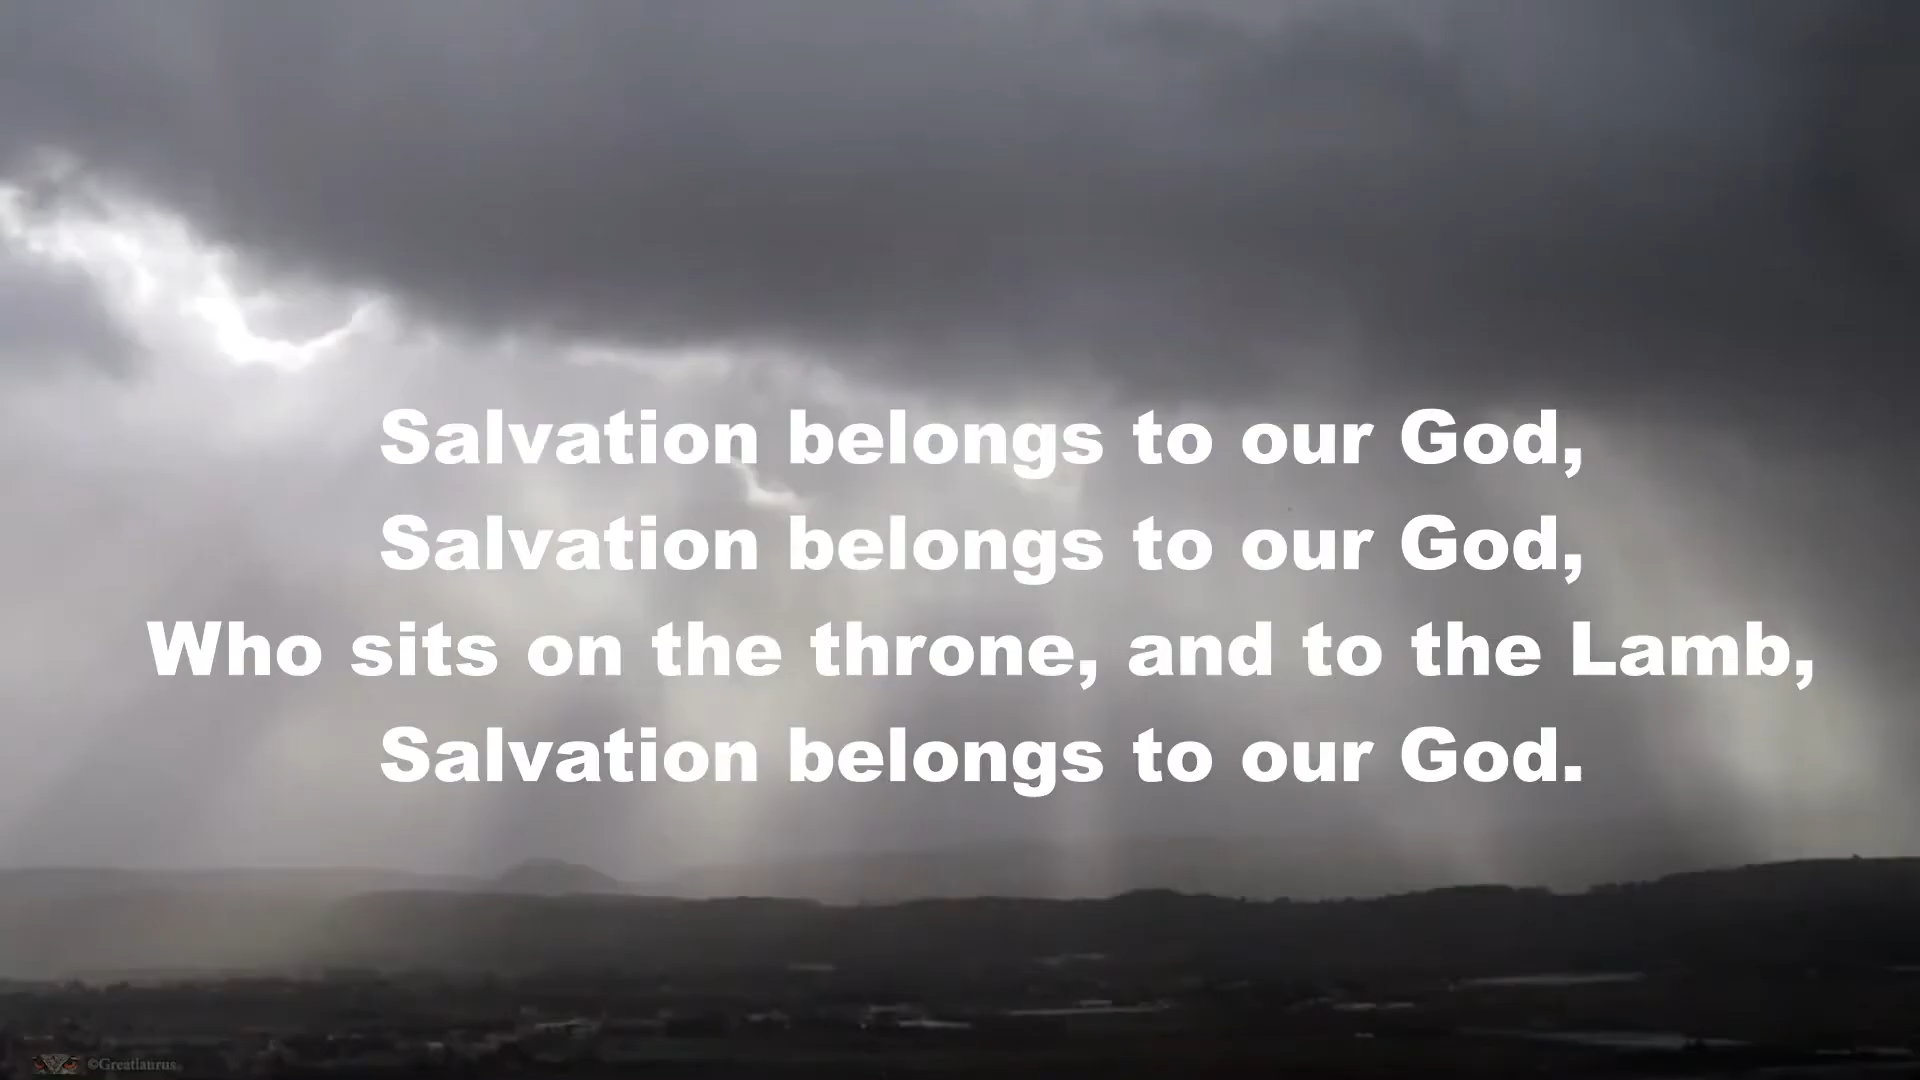 Salvation belongs to our God,
Salvation belongs to our God,
Who sits on the throne, and to the Lamb,
Salvation belongs to our God.
©Greatlaurus